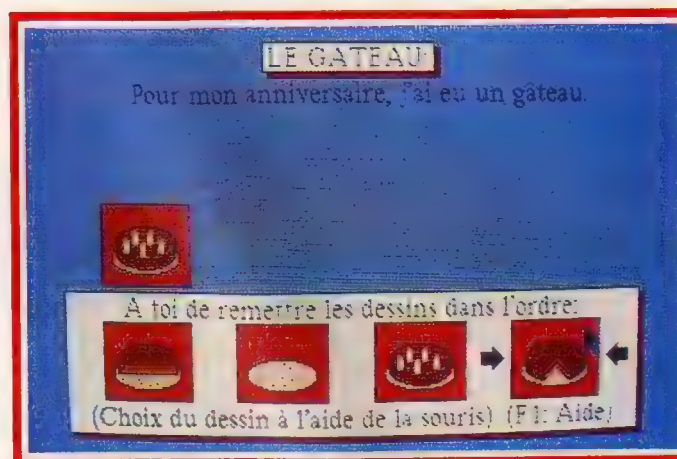 LE GATEAU
Pour mon anniversaire, j'ai eu un gâteau.
A toi de remettre les dessins dans l'ordre:
(Choix du dessin à l'aide de la souris) (F1: Aide)